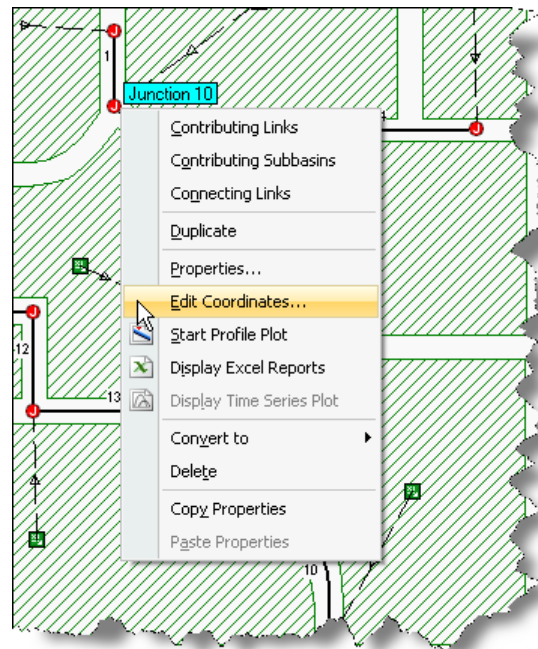 1
Junction 10
Contributing Links
Contributing Subbasins
Connecting Links
Duplicate
Properties...
Edit Coordinates...
Start Profile Plot
12
Display Excel Reports
13
Display Time Series Plot
Convert to
Delete
Copy Properties
Paste Properties
10